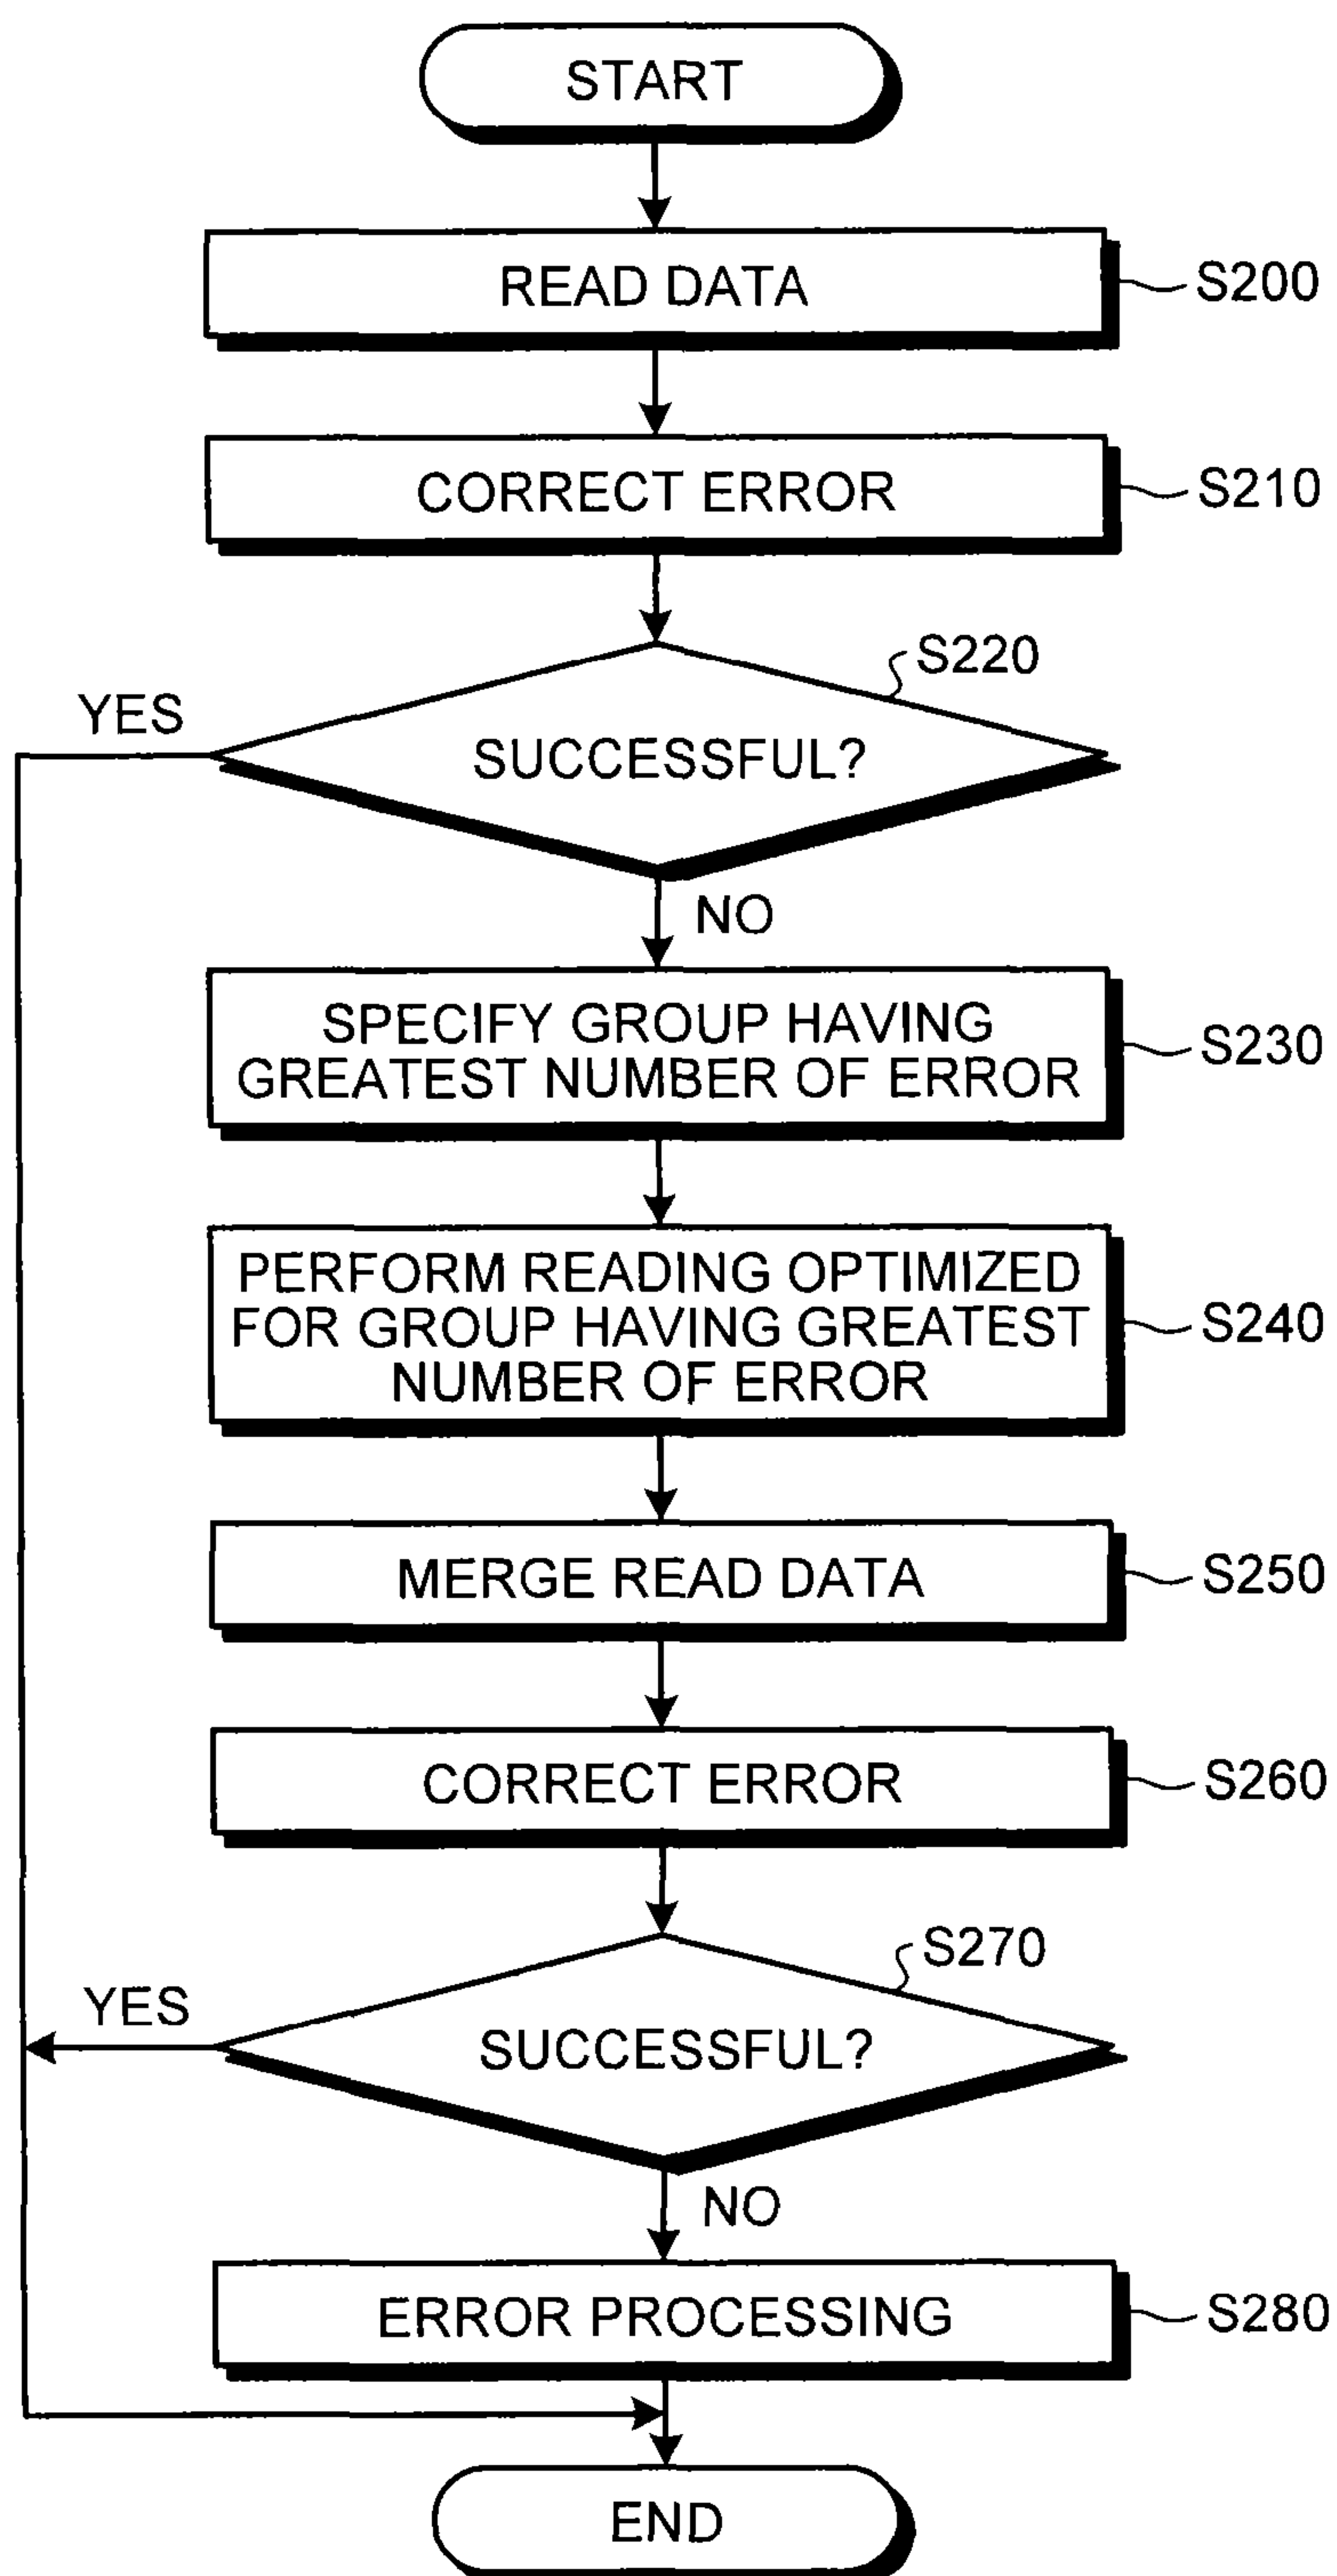 START
READ DATA
S200
CORRECT ERROR
S210
S220
YES
SUCCESSFUL?
NO
SPECIFY GROUP HAVING
GREATEST NUMBER OF ERROR
S230
PERFORM READING OPTIMIZED
FOR GROUP HAVING GREATEST
NUMBER OF ERROR
S240
MERGE READ DATA
S250
CORRECT ERROR
S260
S270
YES
SUCCESSFUL?
NO
ERROR PROCESSING
S280
END